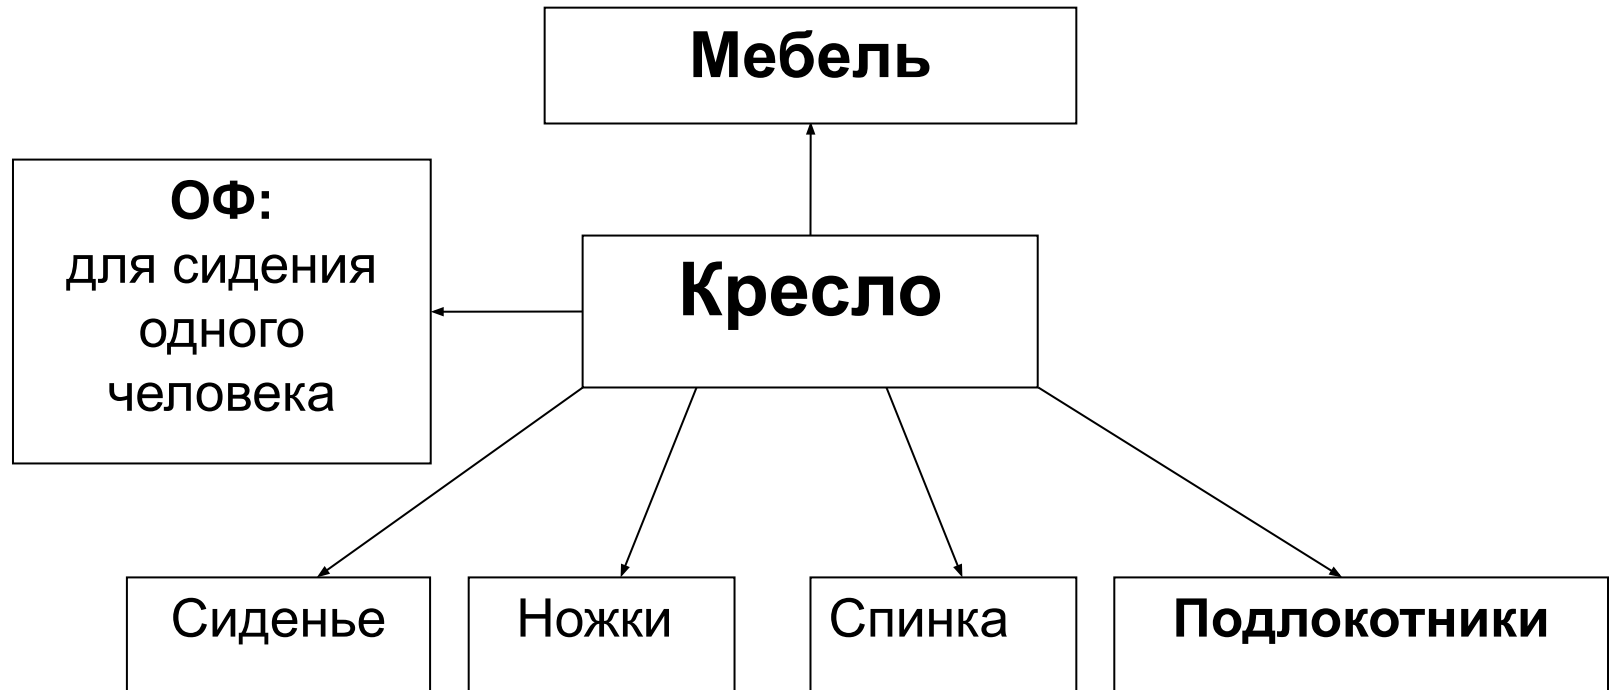 Мебель
ОФ:
для сидения
одного
человека
Кресло
Сиденье
Ножки
Спинка
Подлокотники